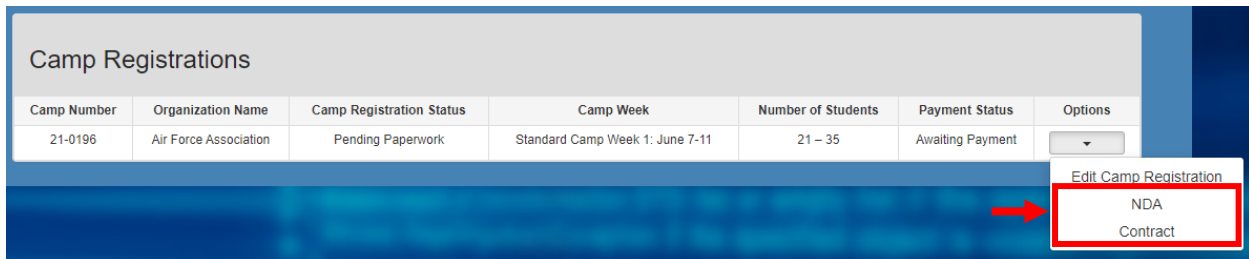 Camp Registrations
Camp Number Organization Name Camp Registration Status Camp Week Number of Students Payment Status Options
21-0196 Air Force Association Pending Paperwork Standard Camp Week 1: June 7-11 21 – 35 Awaiting Payment
Edit Camp Registration
NDA
Contract